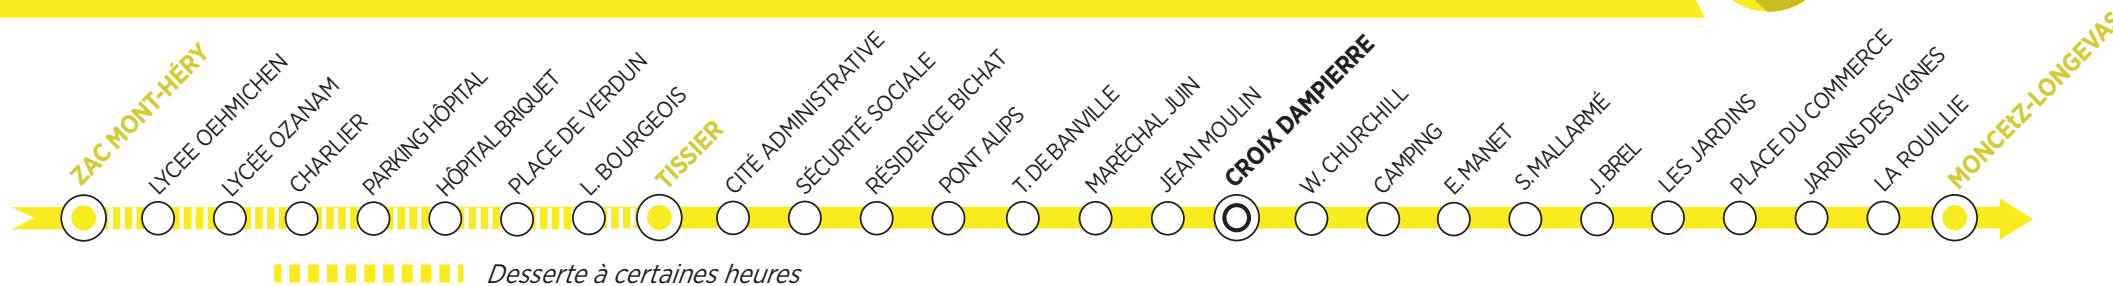 ZAC MONT-HÉRY
LYCEE OEHMICHEN
LYCÉE OZANAM
CHARLIER
PARKING HÔPITAL
HÔPITAL BRIQUET
PLACE DE VERDUN
L. BOURGEOIS
TISSIER
CITÉ ADMINISTRATIVE
SÉCURITÉ SOCIALE
RÉSIDENCE BICHAT
PONT ALIPS
T. DE BANVILLE
MARÉCHAL JUIN
JEAN MOULIN
CROIX DAMPIERRE
W. CHURCHILL
CAMPING
E. MANET
S. MALLARMÉ
J. BREL
LES JARDINS
PLACE DU COMMERCE
JARDINS DES VIGNES
LA ROUILLIE
MONCEtZ-LONGEVAS
Desserte à certaines heures